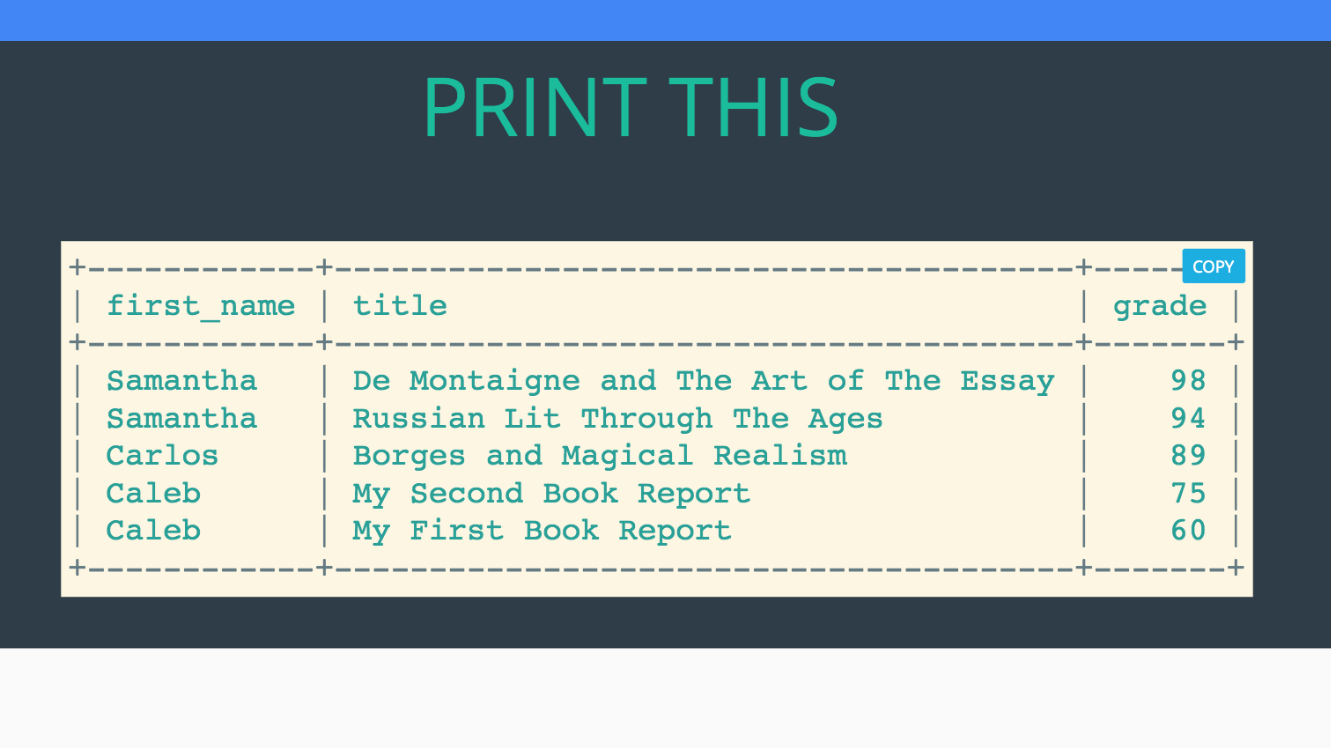 PRINT THIS
+------------+---------------------------------------+-----
COPY
| first_name | title                                 | grade |
+------------+---------------------------------------+-------+
| Samantha   | De Montaigne and The Art of The Essay |    98 |
| Samantha   | Russian Lit Through The Ages          |    94 |
| Carlos     | Borges and Magical Realism            |    89 |
| Caleb      | My Second Book Report                 |    75 |
| Caleb      | My First Book Report                  |    60 |
+------------+---------------------------------------+-------+